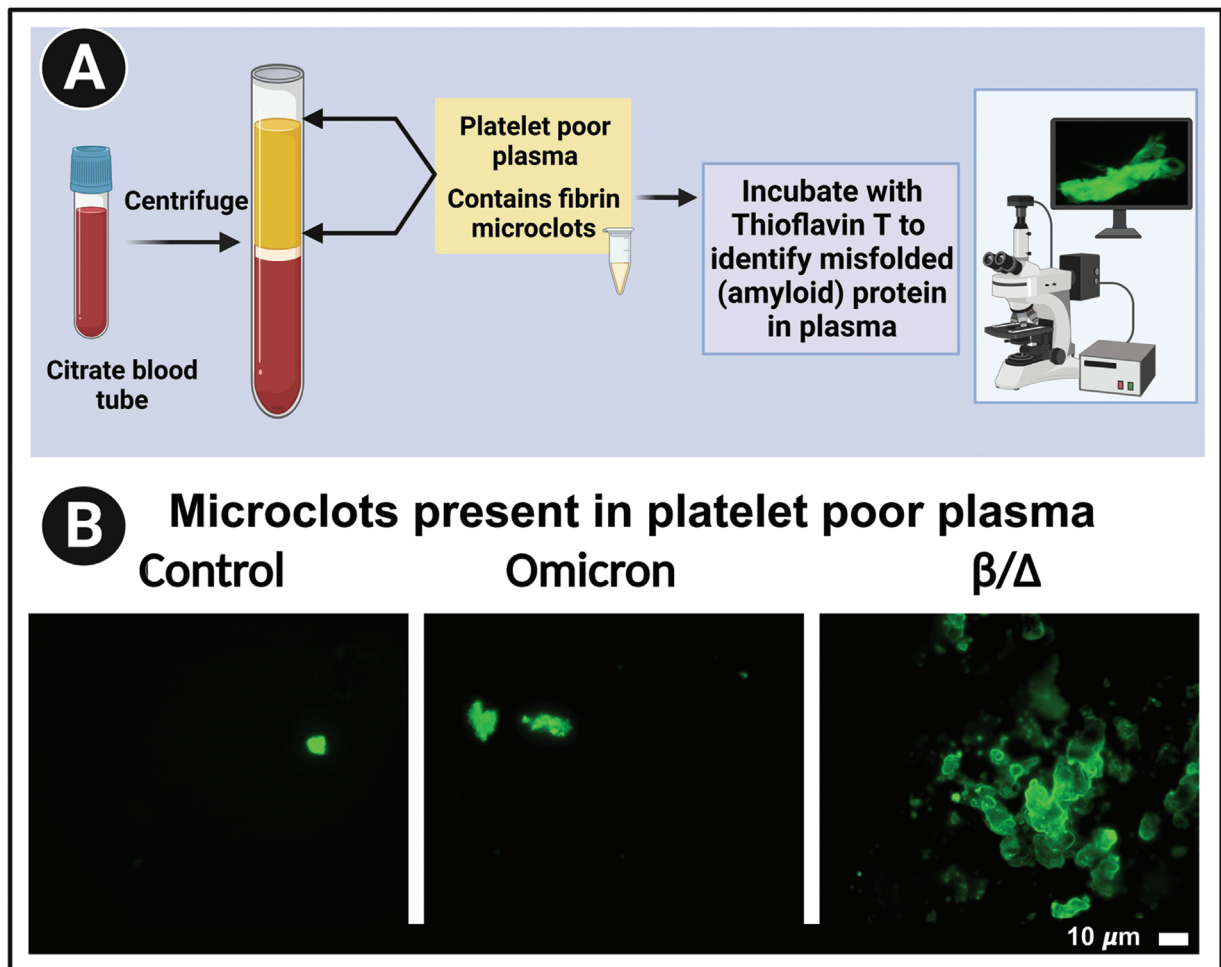 A
Centrifuge
Citrate blood
tube
Platelet poor
plasma
Contains fibrin
microclots
Incubate with
Thioflavin T to
identify misfolded
(amyloid) protein
in plasma
B
Microclots present in platelet poor plasma
Control
Omicron
β/Δ
10 μm